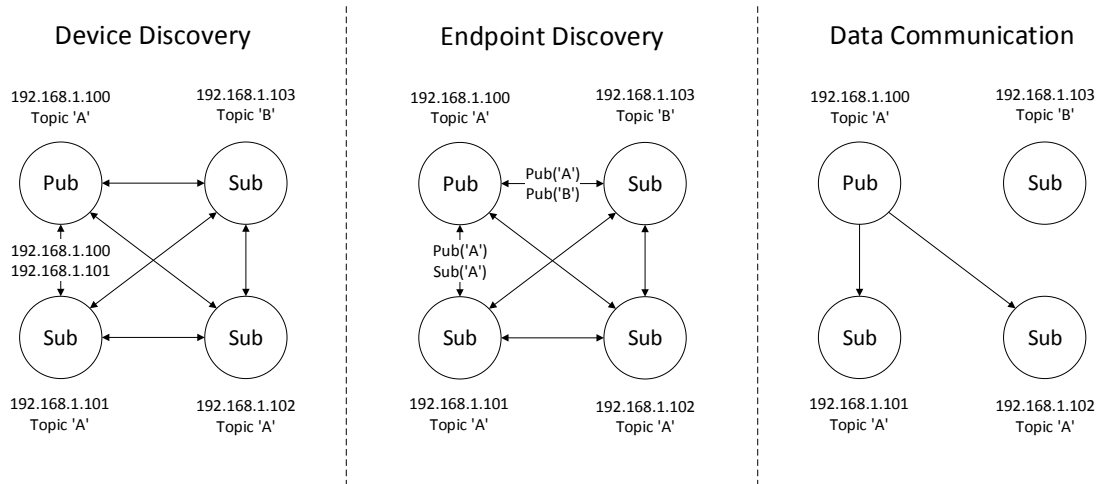 Device Discovery
192.168.1.100
Topic 'A'
192.168.1.103
Topic 'B'
Pub
Sub
192.168.1.100
192.168.1.101
Sub
Sub
192.168.1.101
Topic 'A'
192.168.1.102
Topic 'A'
Endpoint Discovery
192.168.1.100
Topic 'A'
192.168.1.103
Topic 'B'
Pub
Pub('A')
Pub('B')
Sub
Pub('A')
Sub('A')
Sub
Sub
192.168.1.101
Topic 'A'
192.168.1.102
Topic 'A'
Data Communication
192.168.1.100
Topic 'A'
192.168.1.103
Topic 'B'
Pub
Sub
Sub
Sub
192.168.1.101
Topic 'A'
192.168.1.102
Topic 'A'